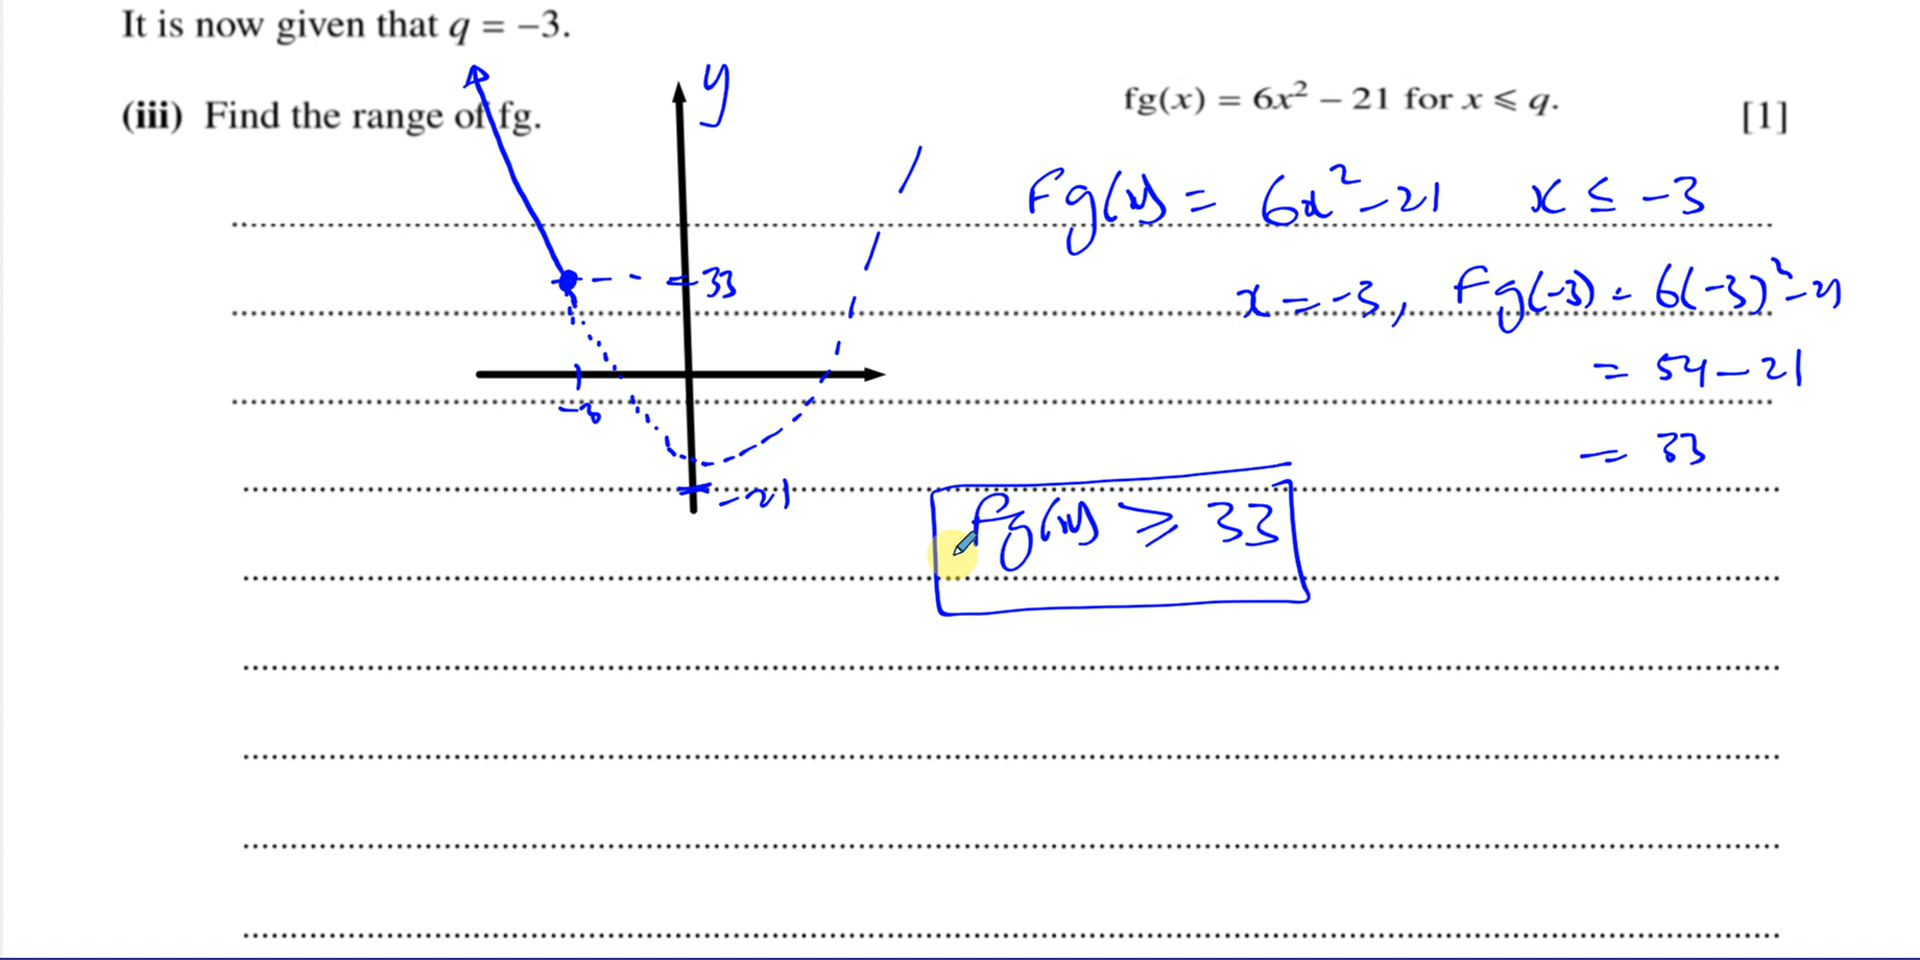 It is now given that q = −3.
(iii) Find the range of fg.
fg(x) = 6x² − 21 for x ⩽ q.
[1]
y
33
-3
-21
Fg(x) = 6x² - 21 x ≤ -3
x = -3, Fg(-3) = 6(-3)² - 21
= 54 - 21
= 33
fg(x) ⩾ 33